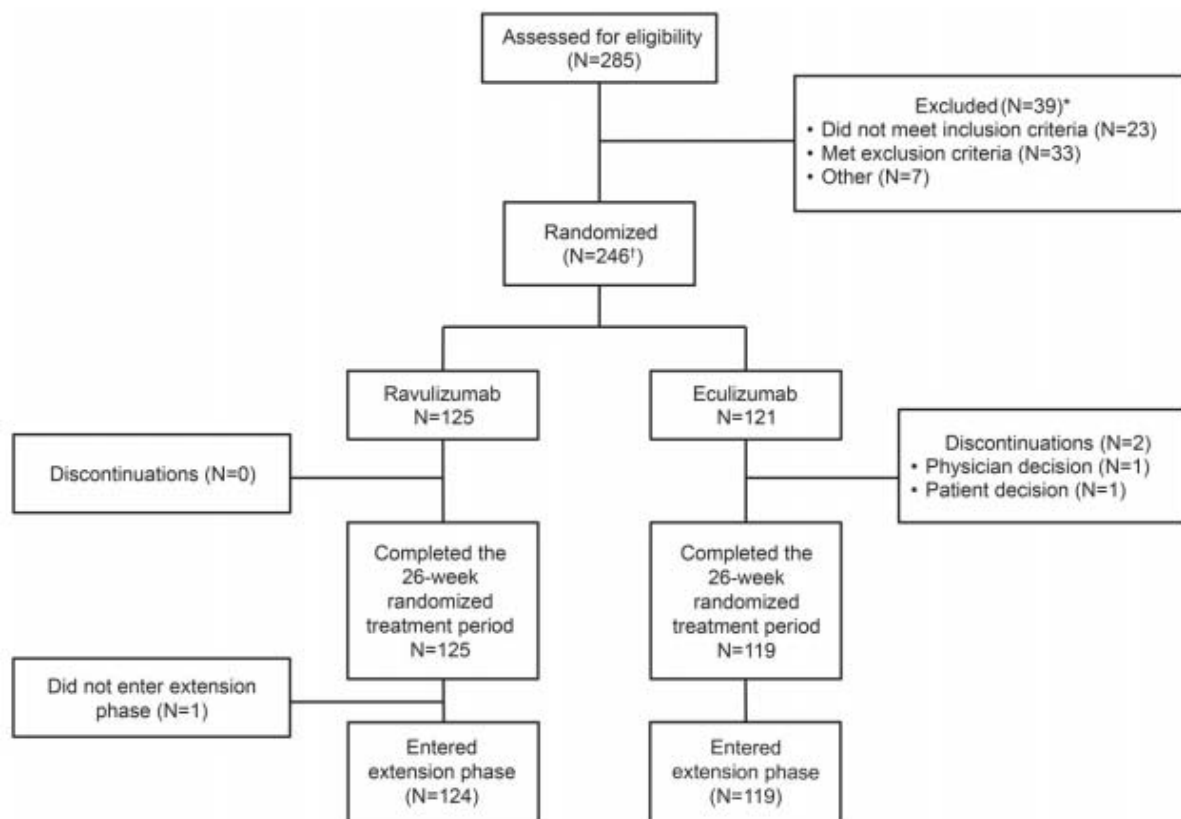 Assessed for eligibility
(N=285)
Excluded (N=39)*
• Did not meet inclusion criteria (N=23)
• Met exclusion criteria (N=33)
• Other (N=7)
Randomized
(N=246†)
Ravulizumab
N=125
Eculizumab
N=121
Discontinuations (N=0)
Discontinuations (N=2)
• Physician decision (N=1)
• Patient decision (N=1)
Completed the
26-week
randomized
treatment period
N=125
Completed the
26-week
randomized
treatment period
N=119
Did not enter extension
phase (N=1)
Entered
extension phase
(N=124)
Entered
extension phase
(N=119)